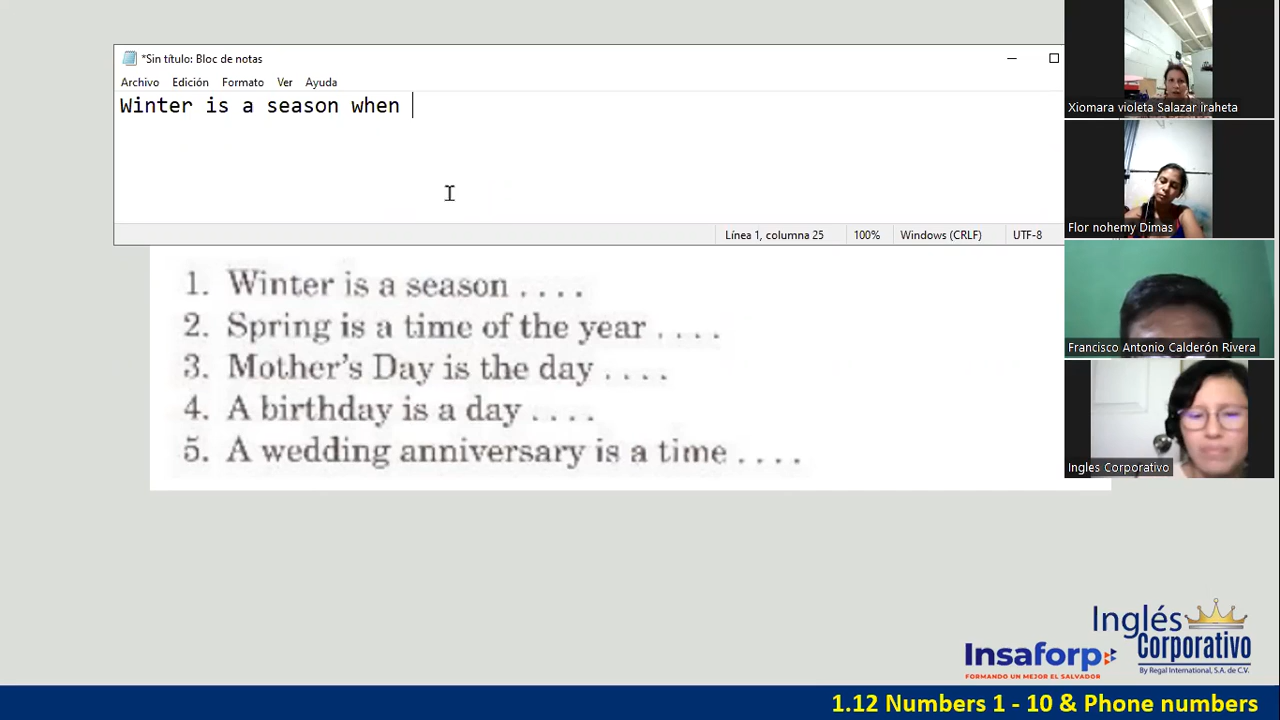 *Sin título: Bloc de notas
Archivo Edición Formato Ver Ayuda
Winter is a season when
Línea 1, columna 25 100% Windows (CRLF) UTF-8
1. Winter is a season . . . .
2. Spring is a time of the year . . . .
3. Mother's Day is the day . . . .
4. A birthday is a day . . . .
5. A wedding anniversary is a time . . . .
Xiomara violeta Salazar iraheta
Flor nohemy Dimas
Francisco Antonio Calderón Rivera
Ingles Corporativo
Insaforp
FORMANDO UN MEJOR EL SALVADOR
Inglés
Corporativo
By Regal International, S.A. de C.V.
1.12 Numbers 1 - 10 & Phone numbers